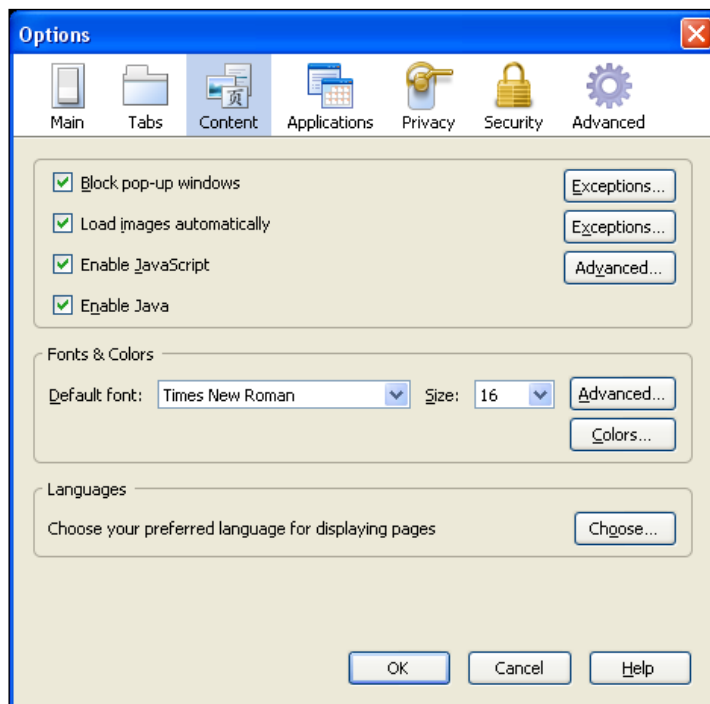 Options
Main Tabs Content Applications Privacy Security Advanced
页
Block pop-up windows Exceptions...
Load images automatically Exceptions...
Enable JavaScript Advanced...
Enable Java
Fonts & Colors
Default font: Times New Roman Size: 16 Advanced...
Colors...
Languages
Choose your preferred language for displaying pages Choose...
OK Cancel Help